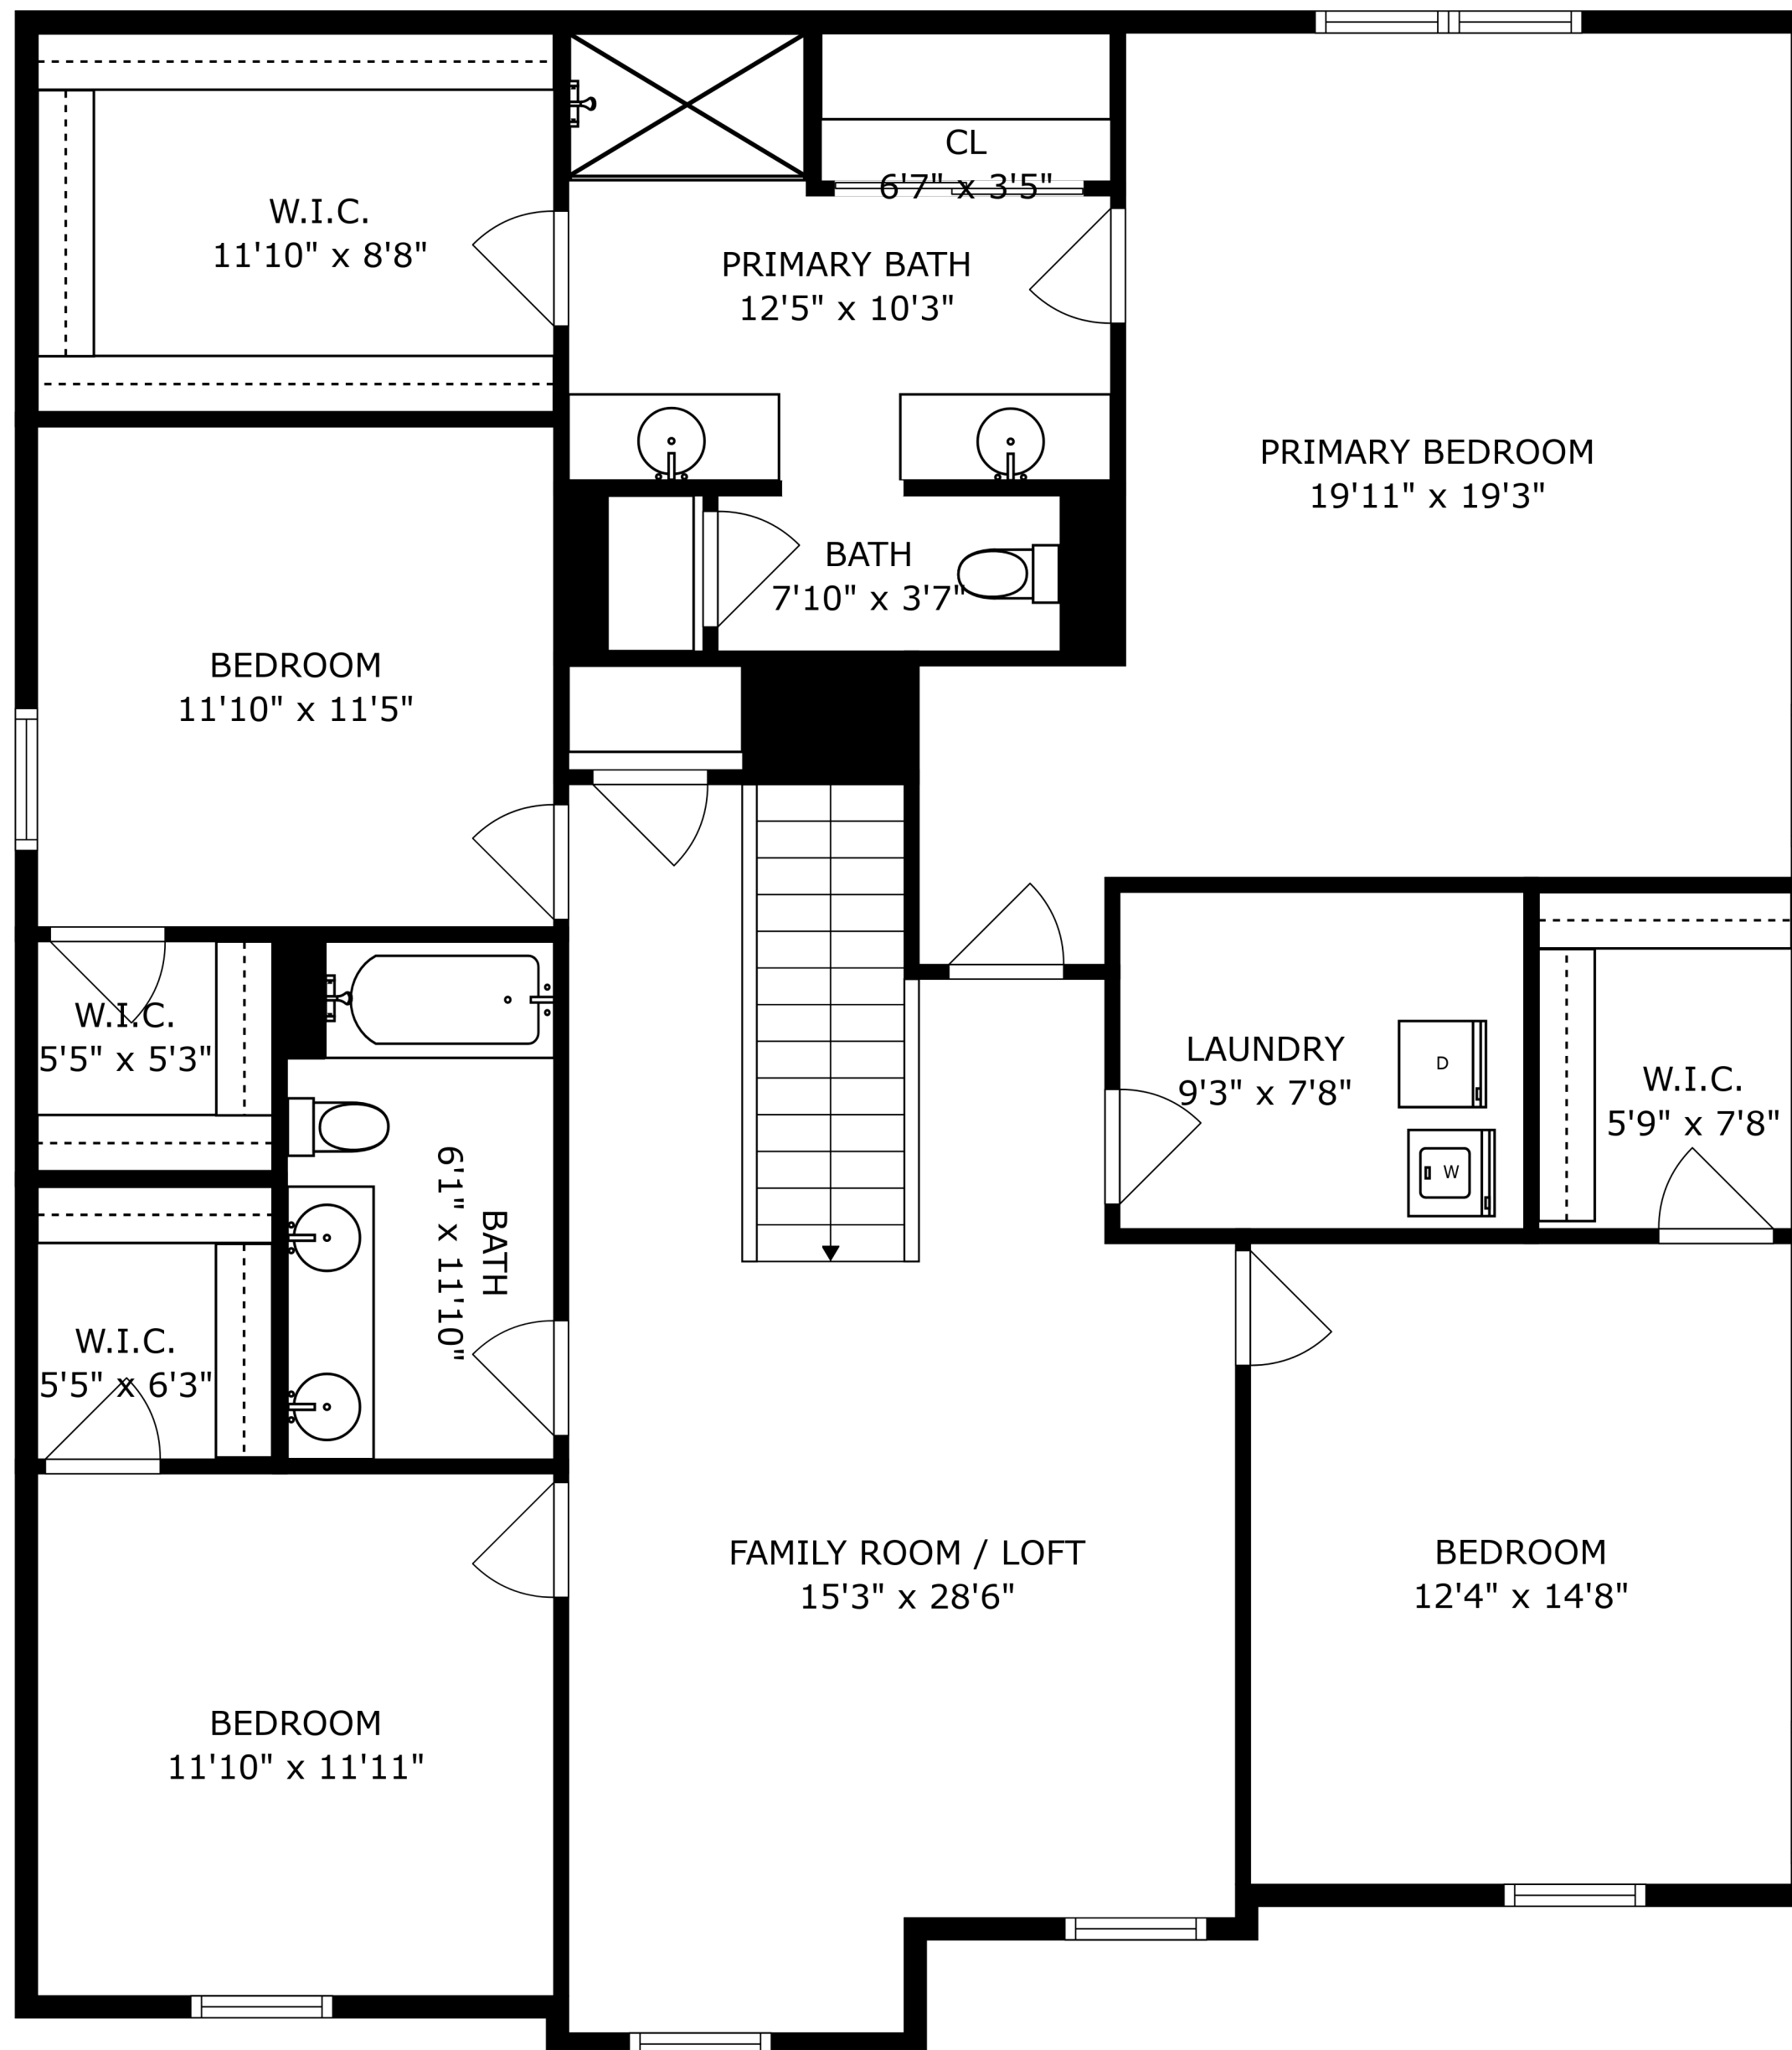 CL
6'7" x 3'5"
W.I.C.
11'10" x 8'8"
PRIMARY BATH
12'5" x 10'3"
PRIMARY BEDROOM
19'11" x 19'3"
BATH
7'10" x 3'7"
BEDROOM
11'10" x 11'5"
W.I.C.
5'5" x 5'3"
LAUNDRY
9'3" x 7'8"
D
W
W.I.C.
5'9" x 7'8"
BATH
6'1" x 11'10"
W.I.C.
5'5" x 6'3"
FAMILY ROOM / LOFT
15'3" x 28'6"
BEDROOM
12'4" x 14'8"
BEDROOM
11'10" x 11'11"